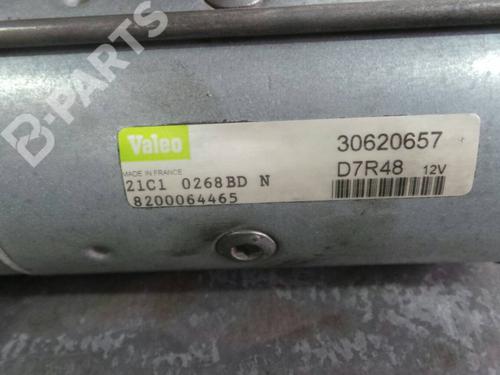 B-PARTS
Valeo
30620657
MADE IN FRANCE
D7R48 12V
21C1 0268BD N
8200064465